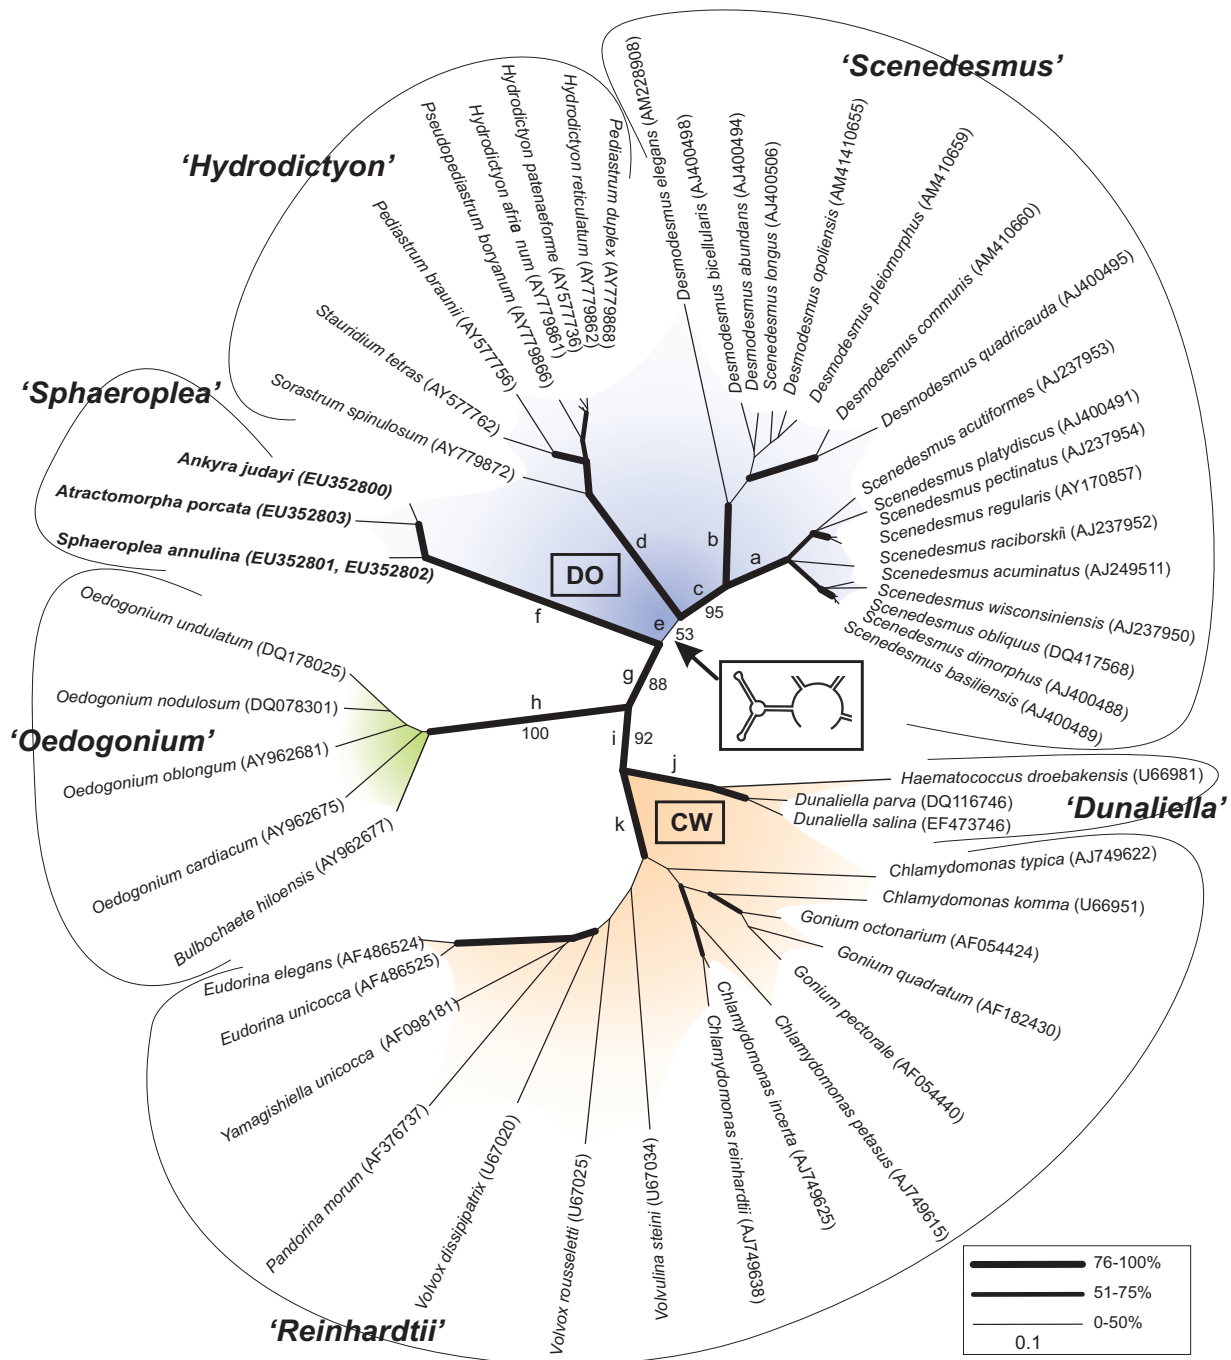 'Scenedesmus'
'Hydrodictyon'
'Sphaeroplea'
'Oedogonium'
'Dunaliella'
'Reinhardtii'
Pediastrum duplex (AY779868)
Hydrodictyon reticulatum (AY779862)
Hydrodictyon patenaeforme (AY577736)
Hydrodictyon africanum (AY779861)
Pseudopediastrum boryanum (AY779866)
Pediastrum braunii (AY577756)
Stauridium tetras (AY577762)
Sorastrum spinulosum (AY779872)
Ankyra judayi (EU352800)
Atractomorpha porcata (EU352803)
Sphaeroplea annulina (EU352801, EU352802)
Oedogonium undulatum (DQ178025)
Oedogonium nodulosum (DQ078301)
Oedogonium oblongum (AY962681)
Oedogonium cardiacum (AY962675)
Bulbochaete hiloensis (AY962677)
Desmodesmus elegans (AM228908)
Desmodesmus bicellularis (AJ400498)
Desmodesmus abundans (AJ400494)
Scenedesmus longus (AJ400506)
Desmodesmus opoliensis (AM41410655)
Desmodesmus pleiomorphus (AM410659)
Desmodesmus communis (AM410660)
Desmodesmus quadricauda (AJ400495)
Scenedesmus acutiformes (AJ237953)
Scenedesmus platydiscus (AJ400491)
Scenedesmus pectinatus (AJ237954)
Scenedesmus regularis (AY170857)
Scenedesmus raciborskii (AJ237952)
Scenedesmus acuminatus (AJ249511)
Scenedesmus wisconsiniensis (AJ237950)
Scenedesmus obliquus (DQ417568)
Scenedesmus dimorphus (AJ400488)
Scenedesmus basiliensis (AJ400489)
Haematococcus droebakensis (U66981)
Dunaliella parva (DQ116746)
Dunaliella salina (EF473746)
Chlamydomonas typica (AJ749622)
Chlamydomonas komma (U66951)
Gonium octonarium (AF054424)
Gonium quadratum (AF182430)
Gonium pectorale (AF054440)
Chlamydomonas petasus (AJ749615)
Chlamydomonas incerta (AJ749625)
Chlamydomonas reinhardtii (AJ749638)
Volvulina steini (U67034)
Volvox rousseletti (U67025)
Volvox dissipipatrix (U67020)
Pandorina morum (AF376737)
Yamagishiella unicocca (AF098181)
Eudorina unicocca (AF486525)
Eudorina elegans (AF486524)
DO
CW
a
b
c
95
d
e
53
f
g
88
h
100
i
92
j
k
76-100%
51-75%
0-50%
0.1